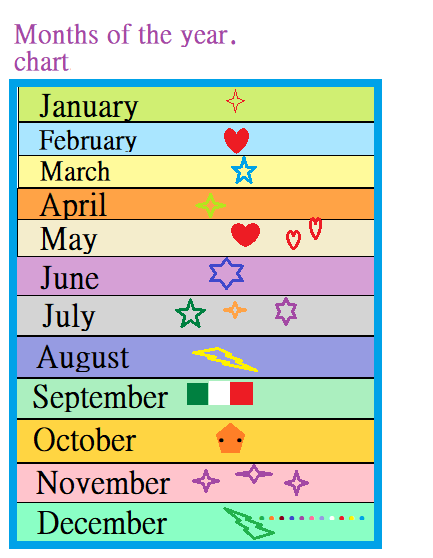 Months of the year.
chart
January
February
March
April
May
June
July
August
September
October
November
December